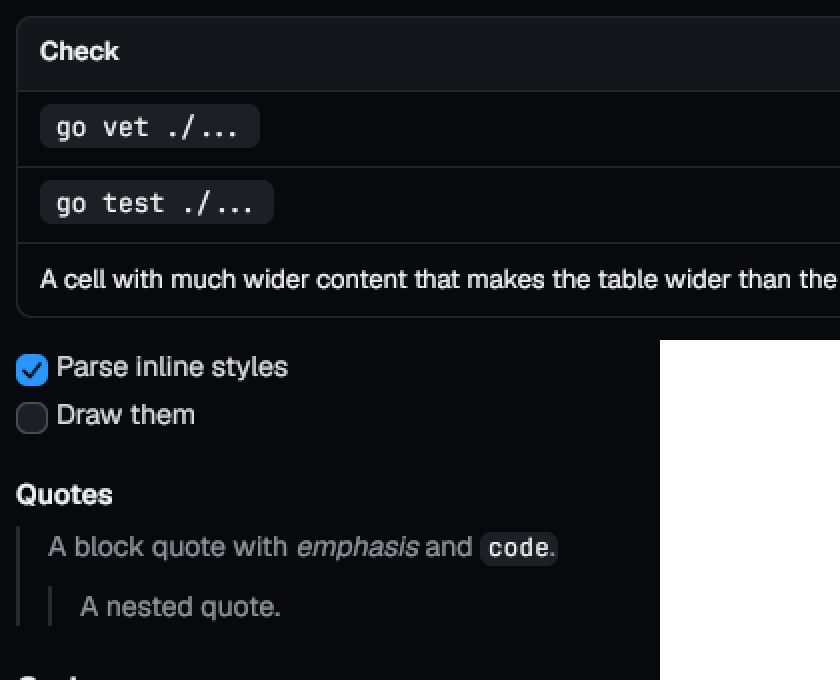 Check
go vet ./...
go test ./...
A cell with much wider content that makes the table wider than the
Parse inline styles
Draw them
Quotes
A block quote with emphasis and code.
A nested quote.